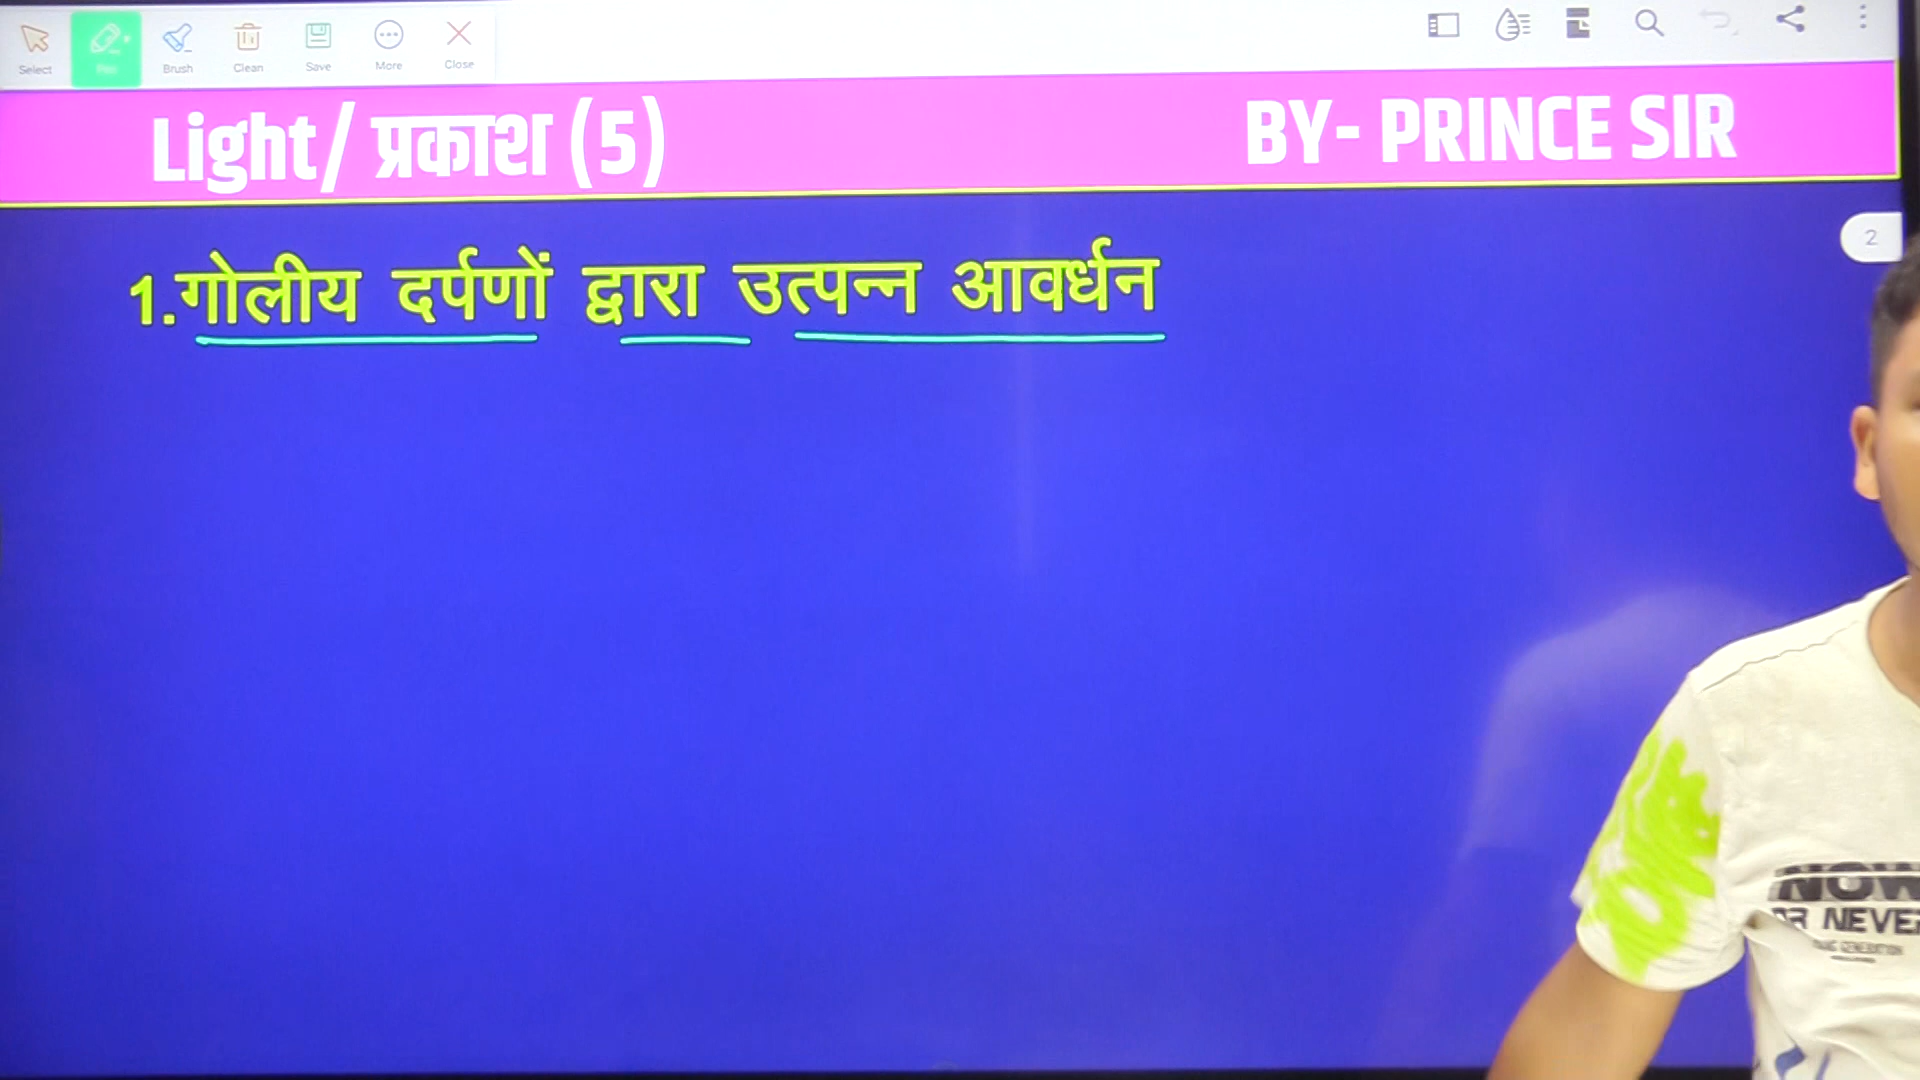 Select
Brush
Clean
Save
More
Close
Light/ प्रकाश (5)
BY- PRINCE SIR
2
1.गोलीय दर्पणों द्वारा उत्पन्न आवर्धन
NOW
OR NEVER